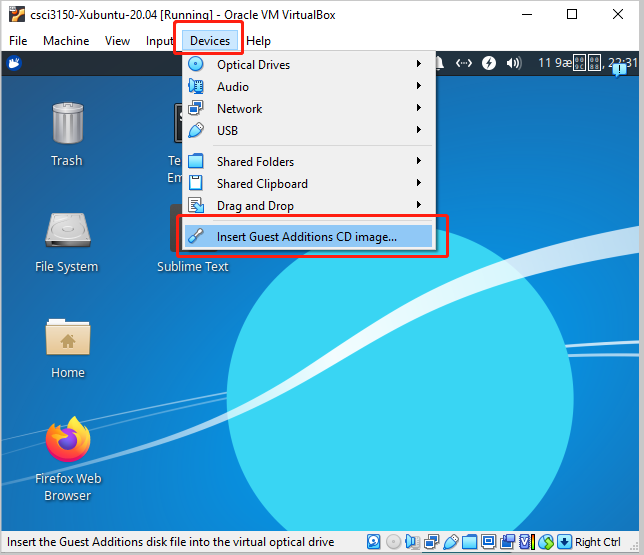 csci3150-Xubuntu-20.04 [Running] - Oracle VM VirtualBox
File Machine View Input Devices Help
Optical Drives
Audio
Network
USB
Shared Folders
Shared Clipboard
Drag and Drop
Insert Guest Additions CD image...
11 9æ , 22:31
Trash
Te
Em
File System
Sublime Text
Home
Firefox Web
Browser
Insert the Guest Additions disk file into the virtual optical drive
Right Ctrl